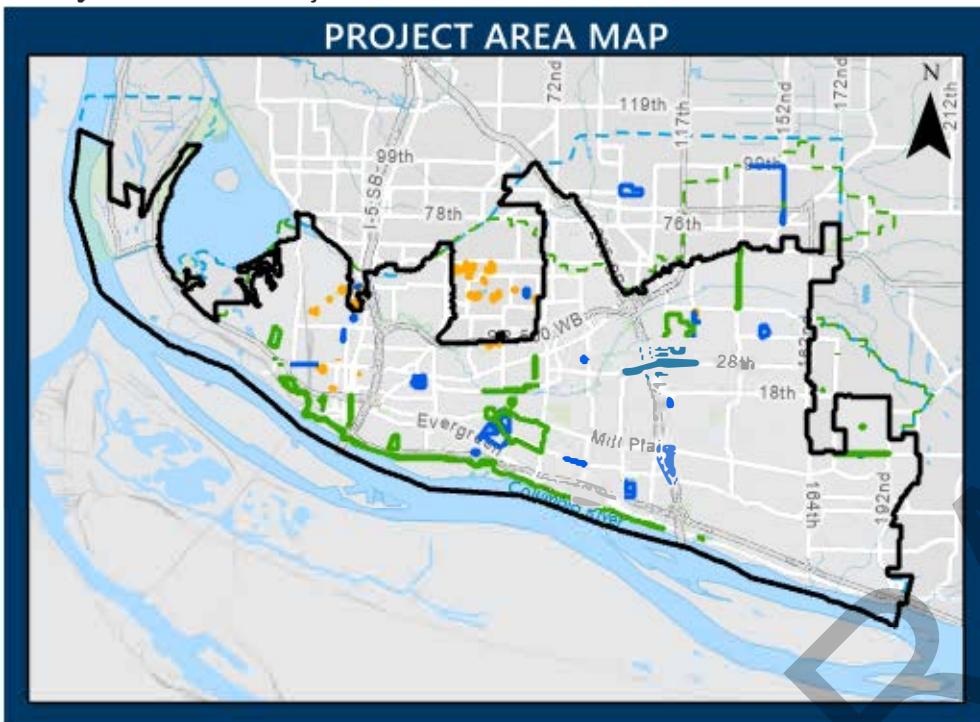 PROJECT AREA MAP
N
72nd
117th
152nd
172nd
212th
119th
99th
99th
I-5 SB
78th
76th
WB
28th
18th
Evergreen
Mill Plain
Columbia River
164th
192nd